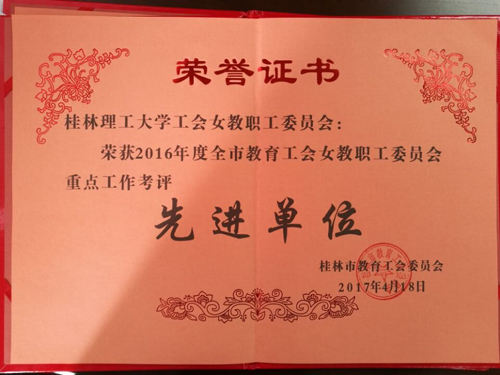 荣誉证书
桂林理工大学工会女教职工委员会：
荣获2016年度全市教育工会女教职工委员会
重点工作考评
先进单位
桂林市教育工会委员会
2017年4月18日